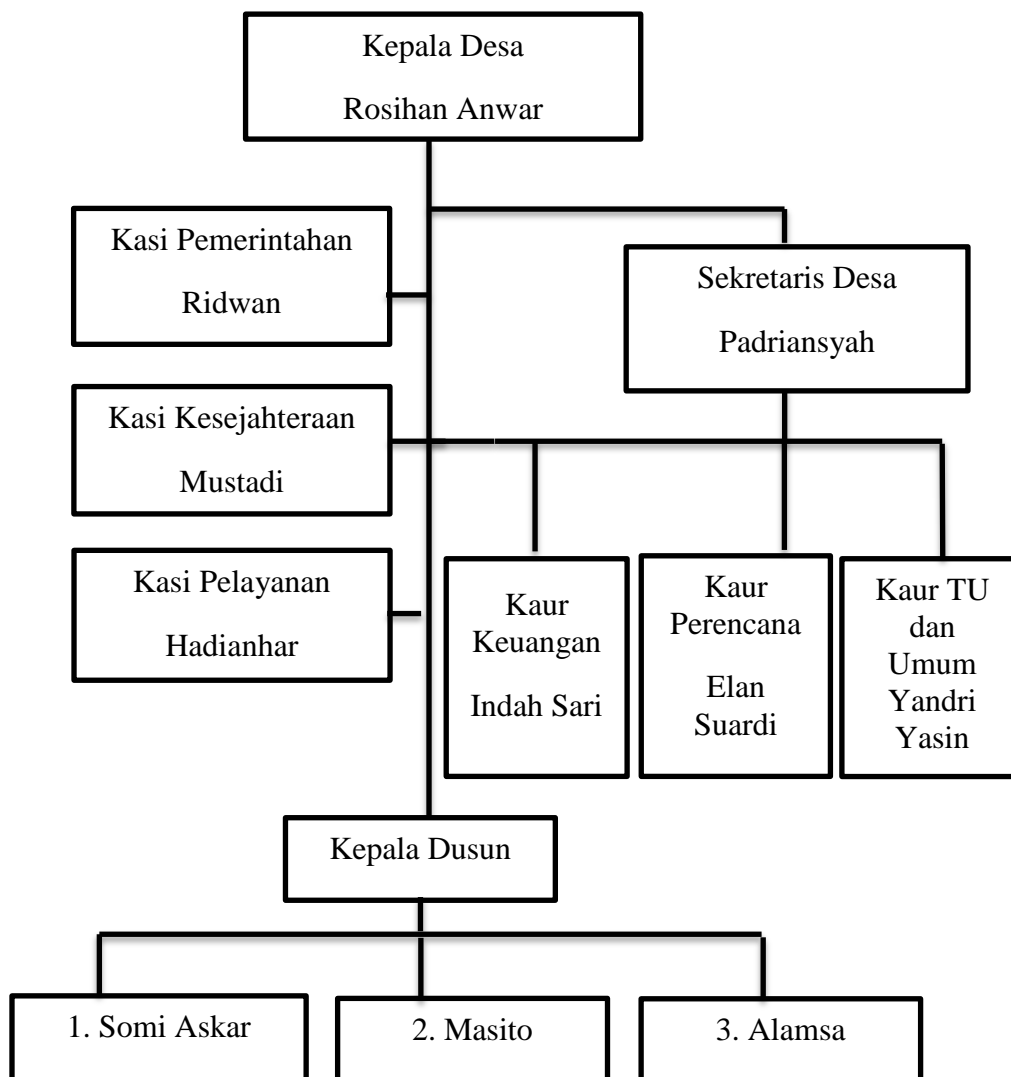 Kepala Desa
Rosihan Anwar
Kasi Pemerintahan
Ridwan
Sekretaris Desa
Padriansyah
Kasi Kesejahteraan
Mustadi
Kasi Pelayanan
Hadianhar
Kaur
Keuangan
Indah Sari
Kaur
Perencana
Elan
Suardi
Kaur TU
dan
Umum
Yandri
Yasin
Kepala Dusun
1. Somi Askar
2. Masito
3. Alamsa